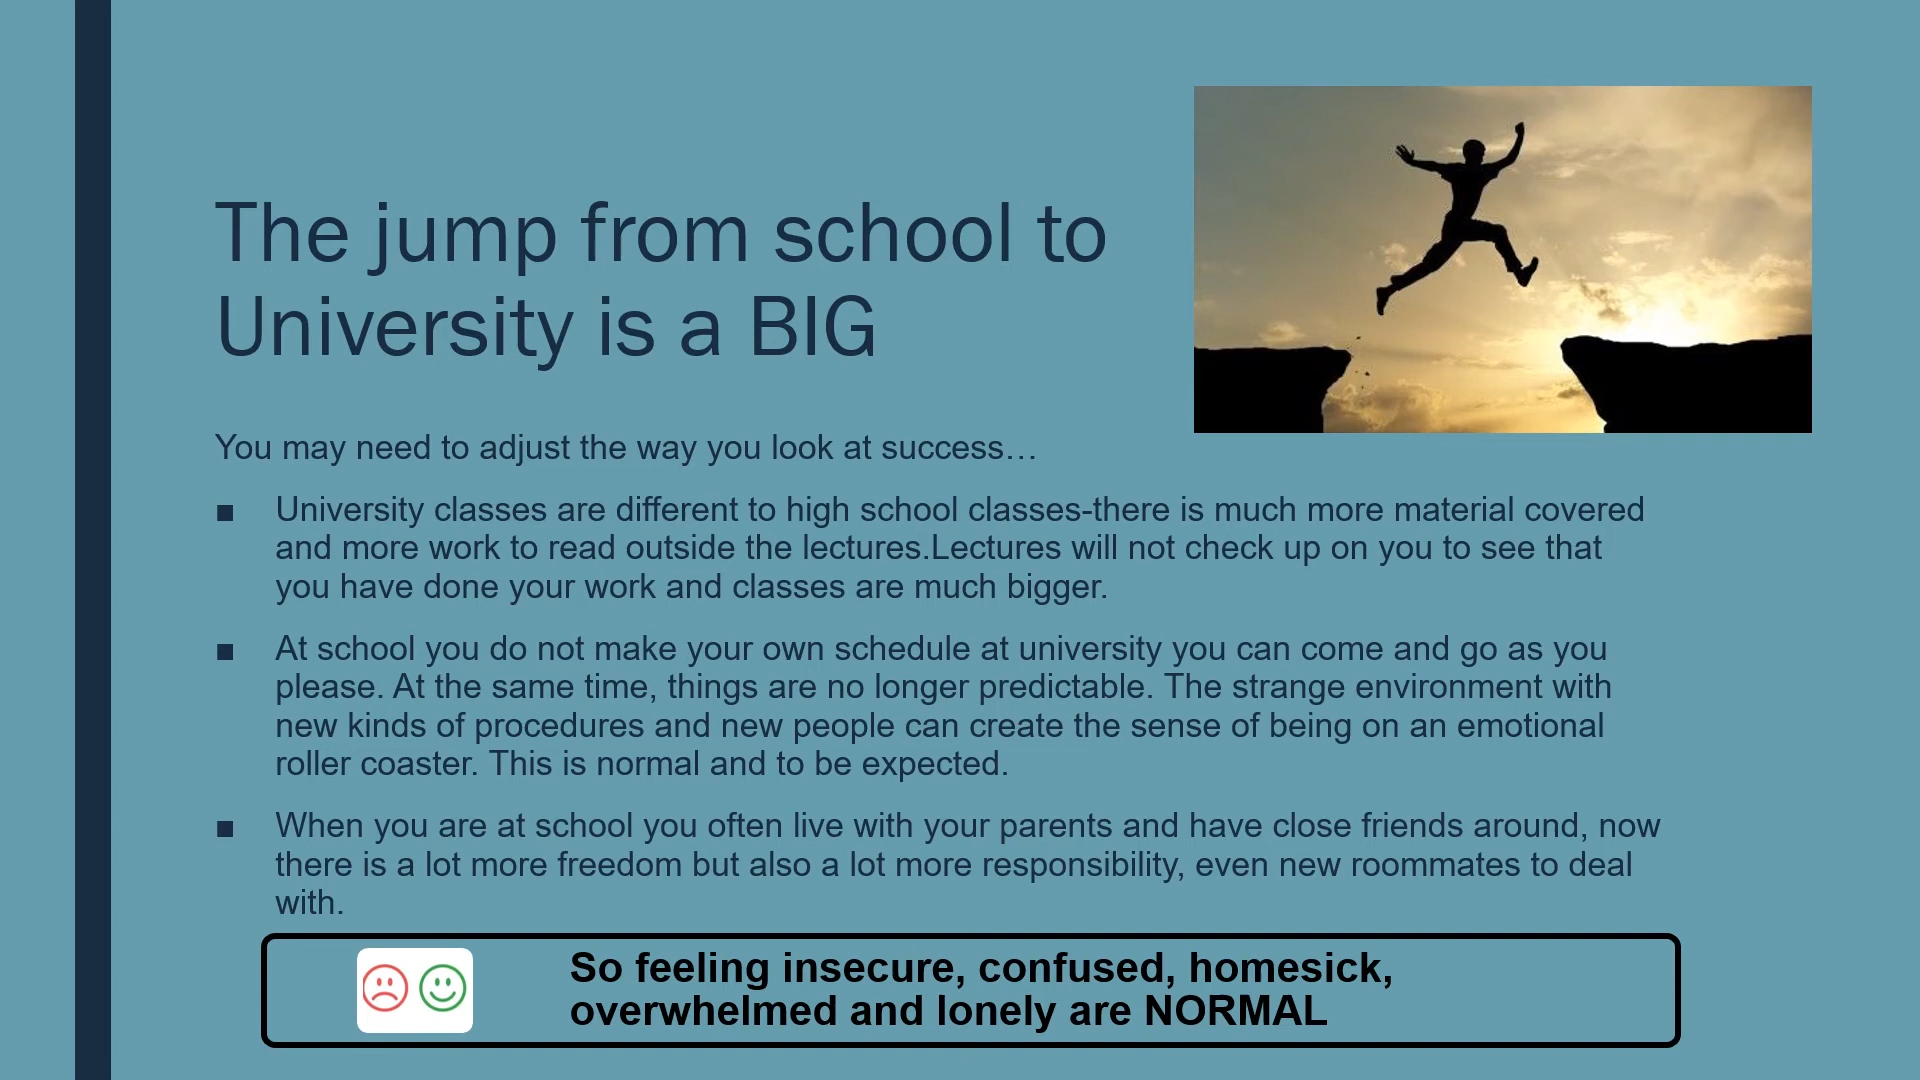 The jump from school to
University is a BIG
You may need to adjust the way you look at success…
■ University classes are different to high school classes-there is much more material covered
and more work to read outside the lectures.Lectures will not check up on you to see that
you have done your work and classes are much bigger.
■ At school you do not make your own schedule at university you can come and go as you
please. At the same time, things are no longer predictable. The strange environment with
new kinds of procedures and new people can create the sense of being on an emotional
roller coaster. This is normal and to be expected.
■ When you are at school you often live with your parents and have close friends around, now
there is a lot more freedom but also a lot more responsibility, even new roommates to deal
with.
So feeling insecure, confused, homesick,
overwhelmed and lonely are NORMAL